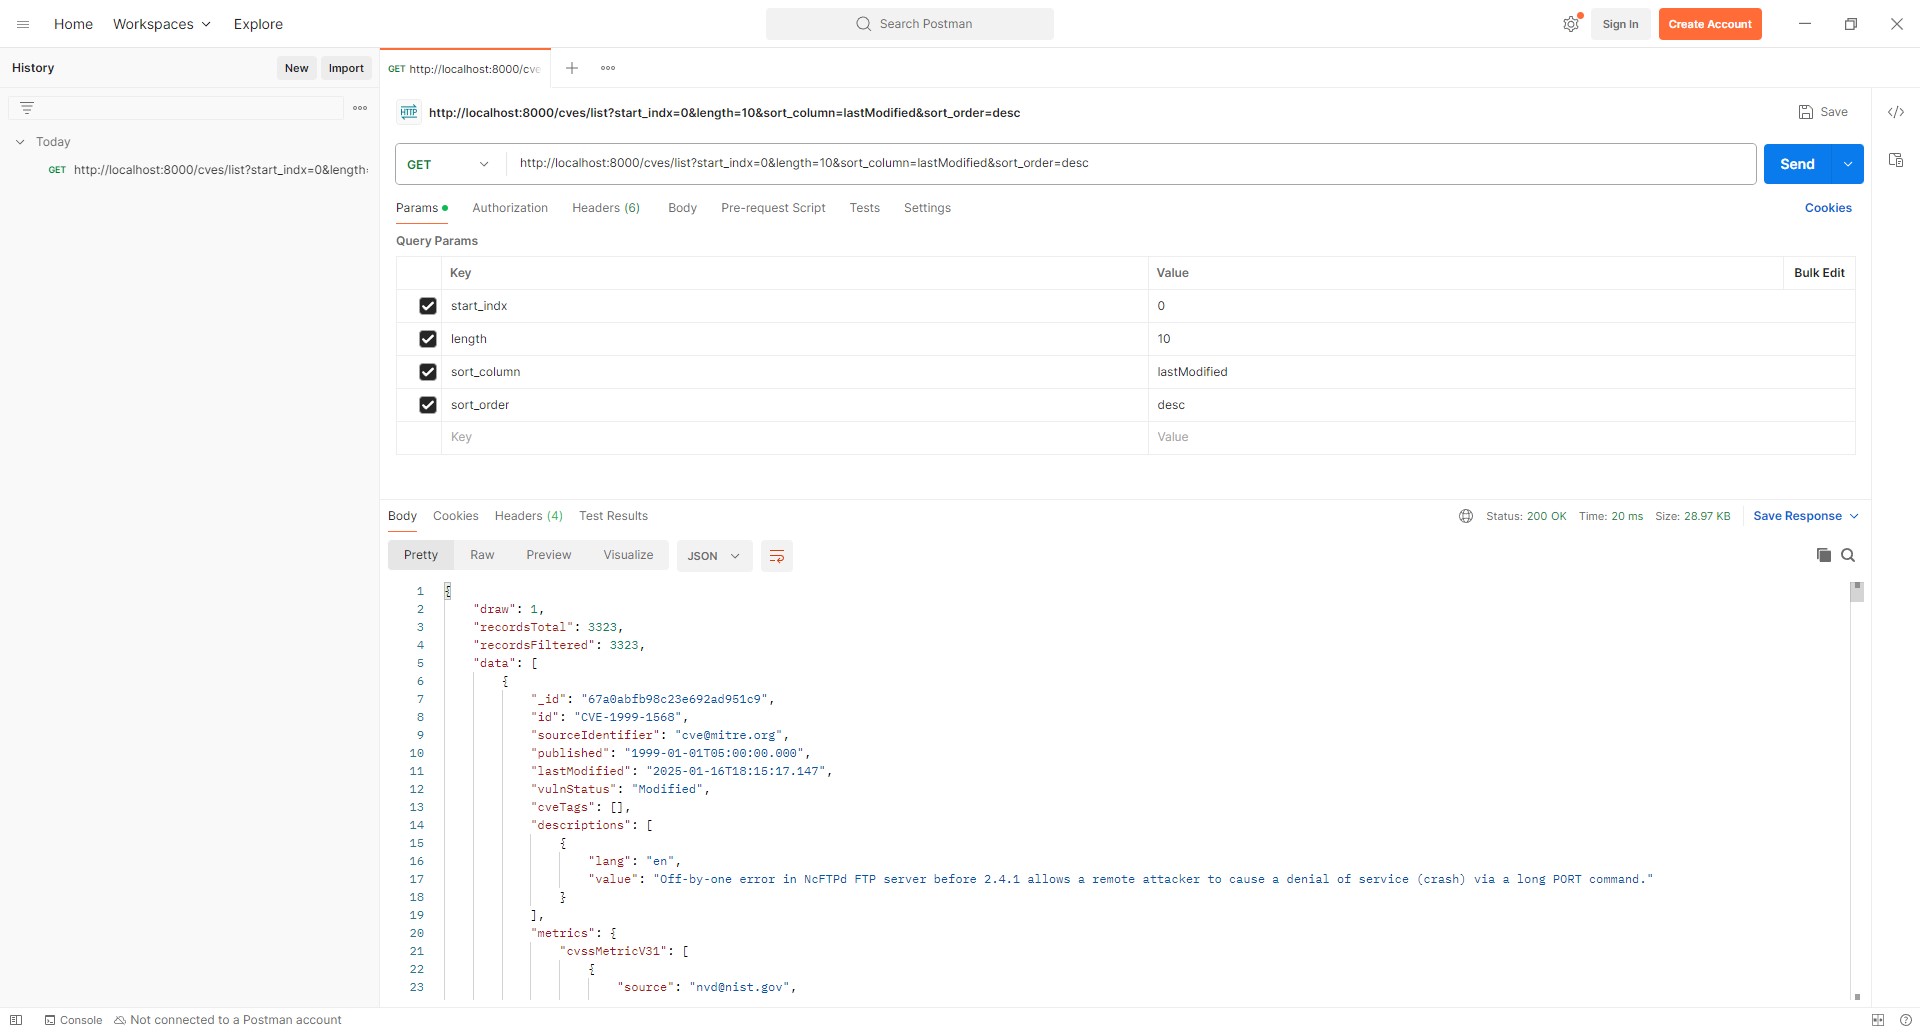 Home Workspaces Explore
Search Postman
Sign In Create Account
History New Import
GET http://localhost:8000/cve
Today
GET http://localhost:8000/cves/list?start_indx=0&length=
HTTP http://localhost:8000/cves/list?start_indx=0&length=10&sort_column=lastModified&sort_order=desc
Save
GET http://localhost:8000/cves/list?start_indx=0&length=10&sort_column=lastModified&sort_order=desc
Send
Params Authorization Headers (6) Body Pre-request Script Tests Settings
Cookies
Query Params
Key Value Bulk Edit
start_indx 0
length 10
sort_column lastModified
sort_order desc
Key Value
Body Cookies Headers (4) Test Results
Status: 200 OK Time: 20 ms Size: 28.97 KB Save Response
Pretty Raw Preview Visualize JSON
1 {
2 "draw": 1,
3 "recordsTotal": 3323,
4 "recordsFiltered": 3323,
5 "data": [
6 {
7 "_id": "67a0abfb98c23e692ad951c9",
8 "id": "CVE-1999-1568",
9 "sourceIdentifier": "cve@mitre.org",
10 "published": "1999-01-01T05:00:00.000",
11 "lastModified": "2025-01-16T18:15:17.147",
12 "vulnStatus": "Modified",
13 "cveTags": [],
14 "descriptions": [
15 {
16 "lang": "en",
17 "value": "Off-by-one error in NcFTPd FTP server before 2.4.1 allows a remote attacker to cause a denial of service (crash) via a long PORT command."
18 }
19 ],
20 "metrics": {
21 "cvssMetricV31": [
22 {
23 "source": "nvd@nist.gov",
Console Not connected to a Postman account